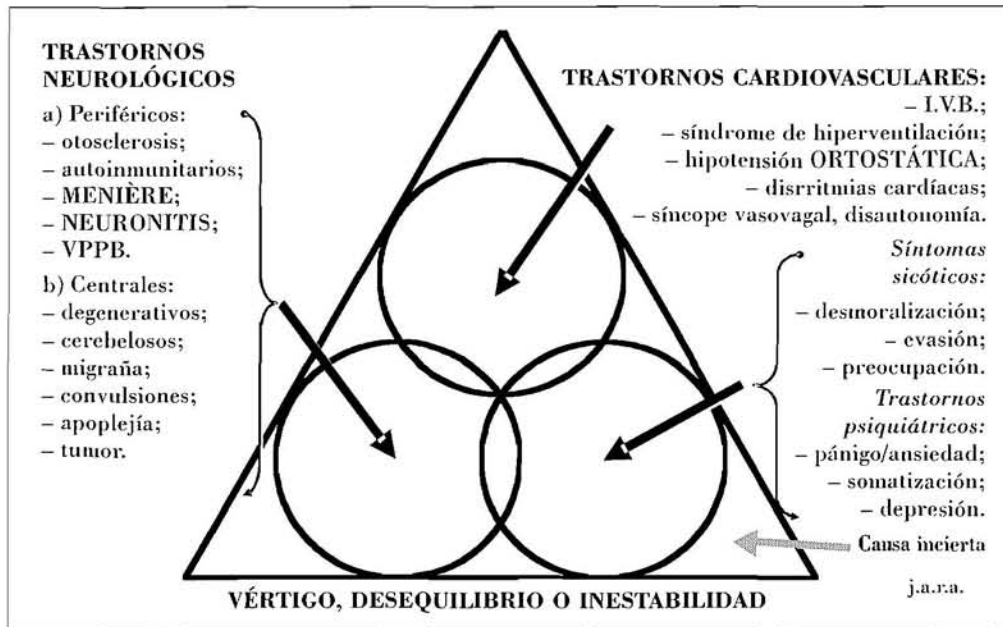 TRASTORNOS
NEUROLÓGICOS
a) Periféricos:
– otosclerosis;
– autoinmunitarios;
– MENIÈRE;
– NEURONITIS;
– VPPB.
b) Centrales:
– degenerativos;
– cerebelosos;
– migraña;
– convulsiones;
– apoplejía;
– tumor.
TRASTORNOS CARDIOVASCULARES:
– I.V.B.;
– síndrome de hiperventilación;
– hipotensión ORTOSTÁTICA;
– disrritmias cardíacas;
– síncope vasovagal, disautonomía.
Síntomas
sicóticos:
– desmoralización;
– evasión;
– preocupación.
Trastornos
psiquiátricos:
– pánigo/ansiedad;
– somatización;
– depresión.
Causa incierta
j.a.r.a.
VÉRTIGO, DESEQUILIBRIO O INESTABILIDAD